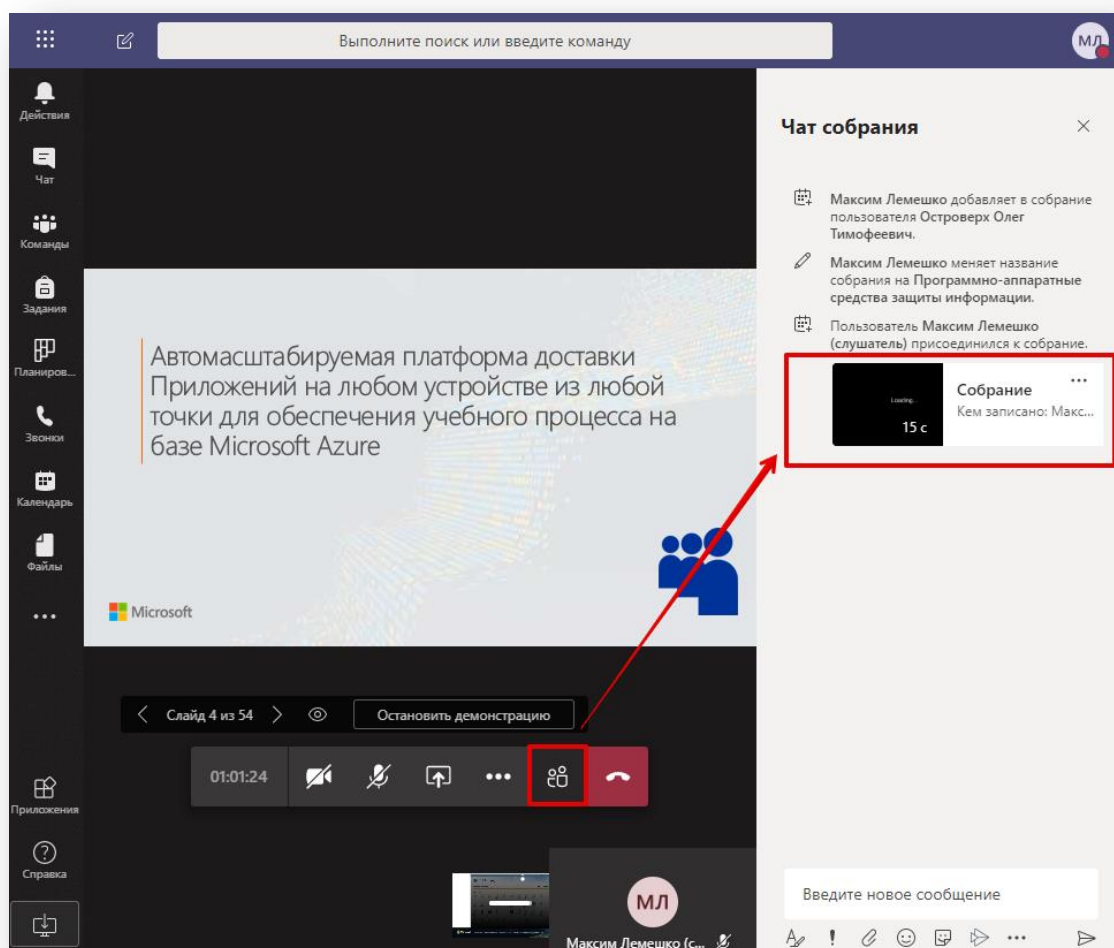 Выполните поиск или введите команду
МЛ
Действия
Чат
Команды
Задания
Планиров...
Звонки
Календарь
Файлы
Приложения
Справка
Автомасштабируемая платформа доставки
Приложений на любом устройстве из любой
точки для обеспечения учебного процесса на
базе Microsoft Azure
Microsoft
Слайд 4 из 54
Остановить демонстрацию
01:01:24
МЛ
Максим Лемешко (с...
Чат собрания
Максим Лемешко добавляет в собрание
пользователя Островерх Олег
Тимофеевич.
Максим Лемешко меняет название
собрания на Программно-аппаратные
средства защиты информации.
Пользователь Максим Лемешко
(слушатель) присоединился к собрание.
Loading...
15 с
Собрание
Кем записано: Макс...
Введите новое сообщение